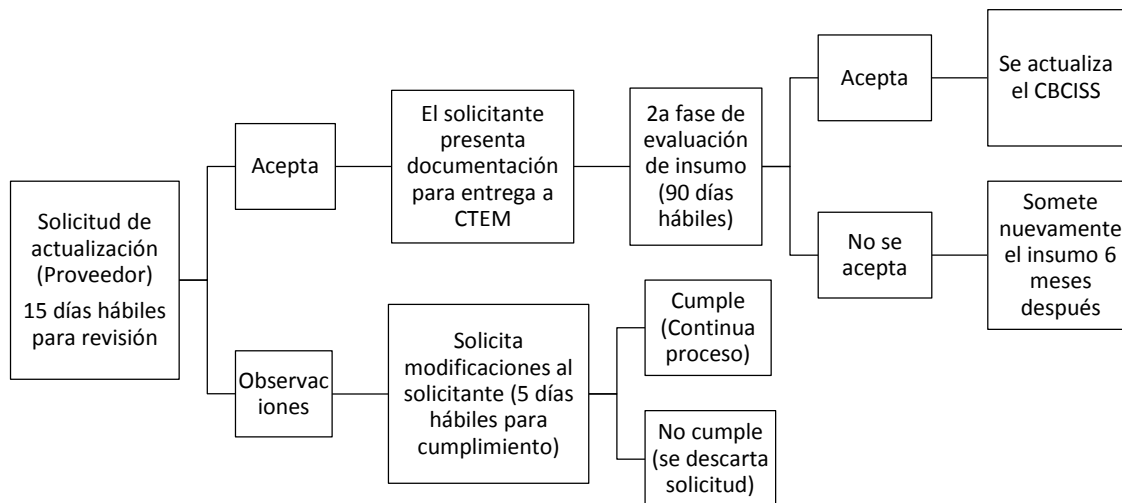 Solicitud de
actualización
(Proveedor)
15 días hábiles
para revisión
Acepta
El solicitante
presenta
documentación
para entrega a
CTEM
2a fase de
evaluación
de insumo
(90 días
hábiles)
Acepta
Se actualiza
el CBCISS
No se
acepta
Somete
nuevamente
el insumo 6
meses
después
Observac
iones
Solicita
modificaciones al
solicitante (5 días
hábiles para
cumplimiento)
Cumple
(Continua
proceso)
No cumple
(se descarta
solicitud)